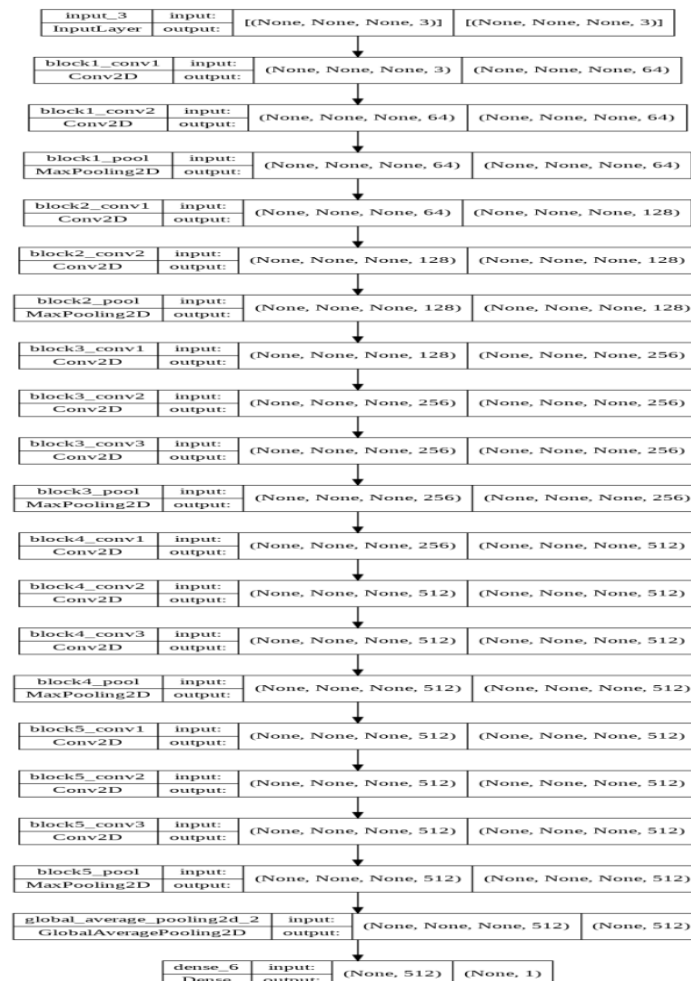 input_3 input: [(None, None, None, 3)] [(None, None, None, 3)]
InputLayer output:
block1_conv1 input: (None, None, None, 3) (None, None, None, 64)
Conv2D output:
block1_conv2 input: (None, None, None, 64) (None, None, None, 64)
Conv2D output:
block1_pool input: (None, None, None, 64) (None, None, None, 64)
MaxPooling2D output:
block2_conv1 input: (None, None, None, 64) (None, None, None, 128)
Conv2D output:
block2_conv2 input: (None, None, None, 128) (None, None, None, 128)
Conv2D output:
block2_pool input: (None, None, None, 128) (None, None, None, 128)
MaxPooling2D output:
block3_conv1 input: (None, None, None, 128) (None, None, None, 256)
Conv2D output:
block3_conv2 input: (None, None, None, 256) (None, None, None, 256)
Conv2D output:
block3_conv3 input: (None, None, None, 256) (None, None, None, 256)
Conv2D output:
block3_pool input: (None, None, None, 256) (None, None, None, 256)
MaxPooling2D output:
block4_conv1 input: (None, None, None, 256) (None, None, None, 512)
Conv2D output:
block4_conv2 input: (None, None, None, 512) (None, None, None, 512)
Conv2D output:
block4_conv3 input: (None, None, None, 512) (None, None, None, 512)
Conv2D output:
block4_pool input: (None, None, None, 512) (None, None, None, 512)
MaxPooling2D output:
block5_conv1 input: (None, None, None, 512) (None, None, None, 512)
Conv2D output:
block5_conv2 input: (None, None, None, 512) (None, None, None, 512)
Conv2D output:
block5_conv3 input: (None, None, None, 512) (None, None, None, 512)
Conv2D output:
block5_pool input: (None, None, None, 512) (None, None, None, 512)
MaxPooling2D output:
global_average_pooling2d_2 input: (None, None, None, 512) (None, 512)
GlobalAveragePooling2D output:
dense_6 input: (None, 512) (None, 1)
Dense output: